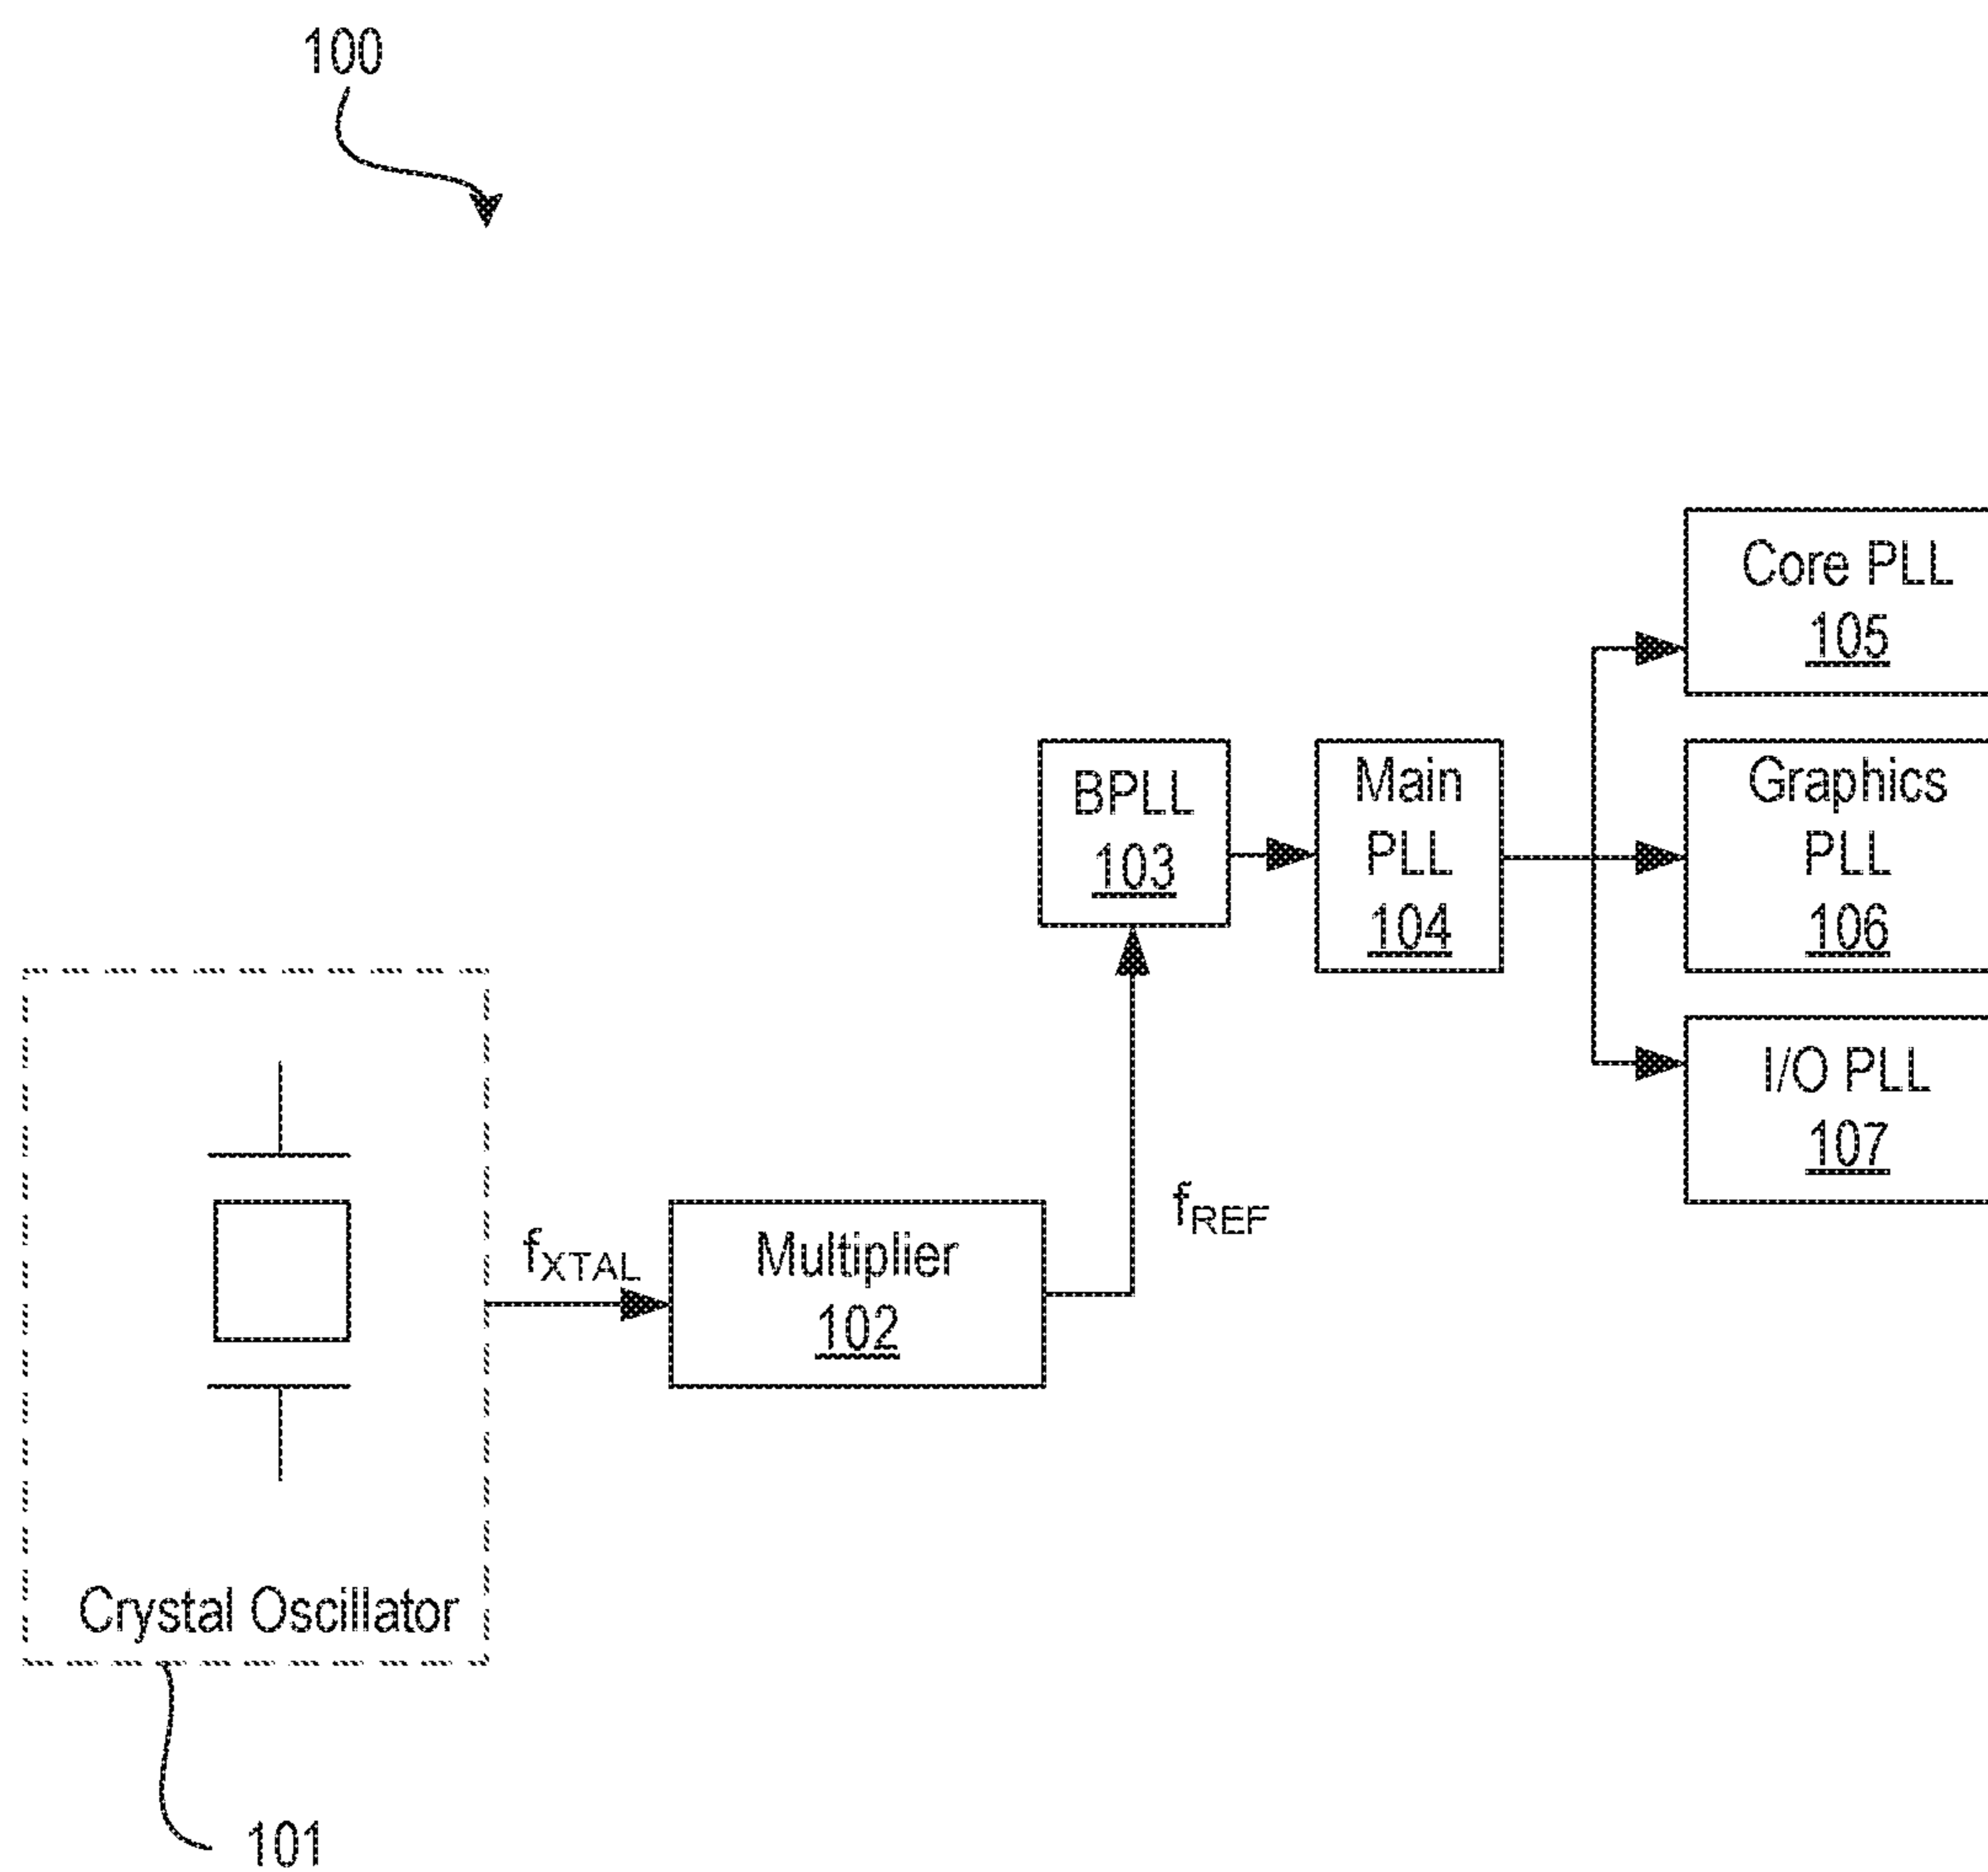 100
Core PLL
105
BPLL
103
Main
PLL
104
Graphics
PLL
106
I/O PLL
107
fREF
fXTAL
Multiplier
102
Crystal Oscillator
101